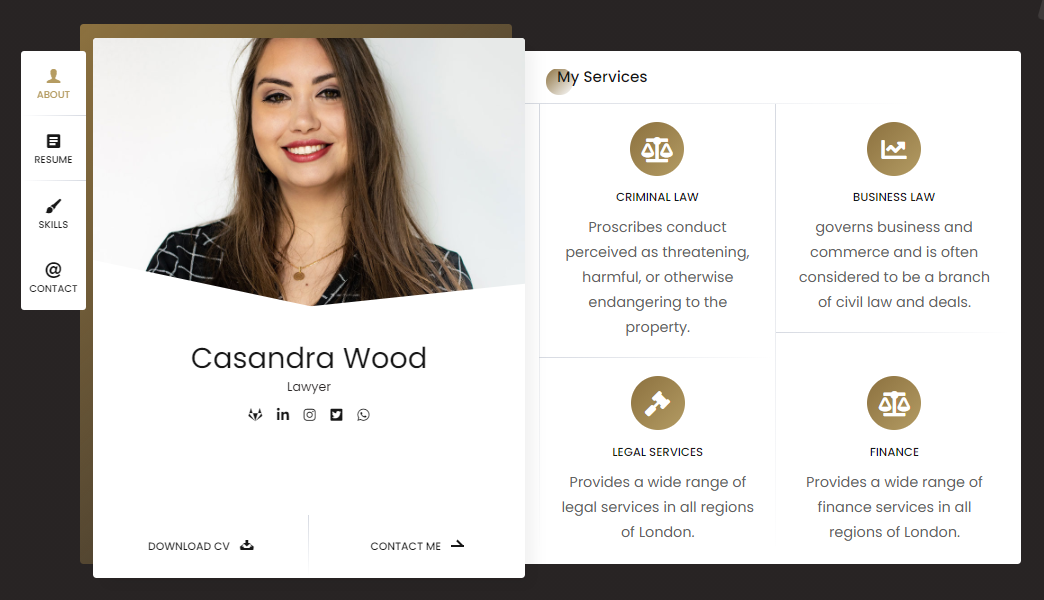 ABOUT
RESUME
SKILLS
@
CONTACT
Casandra Wood
Lawyer
in
DOWNLOAD CV
CONTACT ME
My Services
CRIMINAL LAW
Proscribes conduct
perceived as threatening,
harmful, or otherwise
endangering to the
property.
BUSINESS LAW
governs business and
commerce and is often
considered to be a branch
of civil law and deals.
LEGAL SERVICES
Provides a wide range of
legal services in all regions
of London.
FINANCE
Provides a wide range of
finance services in all
regions of London.